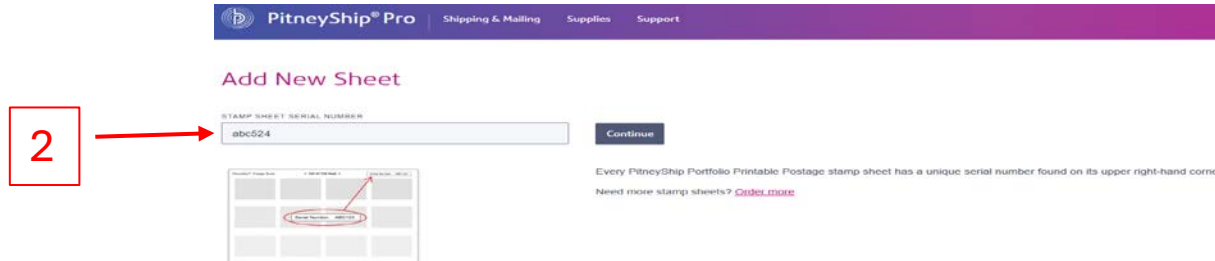 PitneyShip® Pro Shipping & Mailing Supplies Support
Add New Sheet
STAMP SHEET SERIAL NUMBER
2
abc524
Continue
Every PitneyShip Portfolio Printable Postage stamp sheet has a unique serial number found on its upper right-hand corne
Need more stamp sheets? Order more
Serial Number ABC123